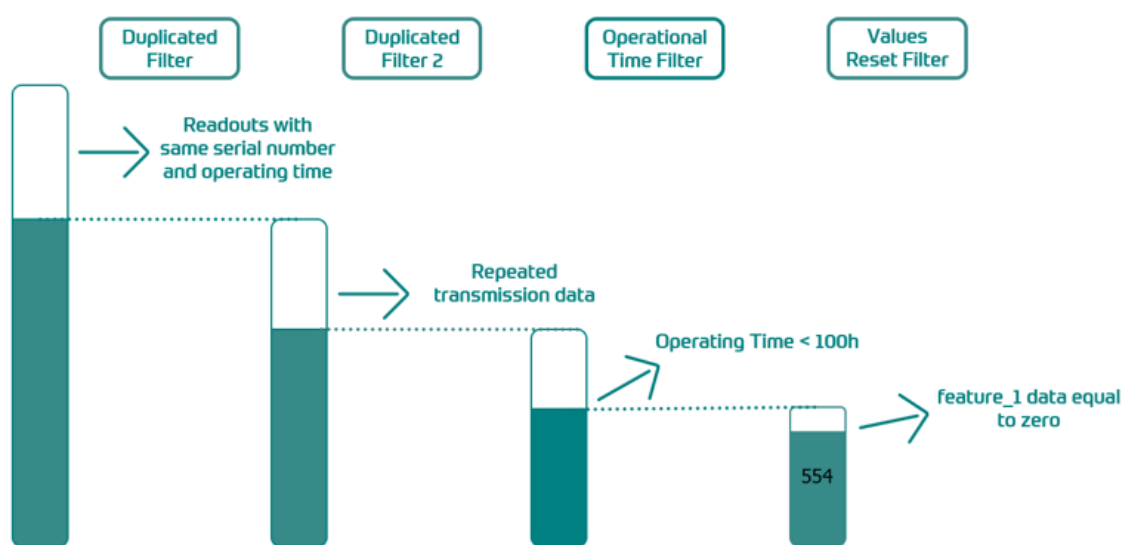 Duplicated
Filter
Duplicated
Filter 2
Operational
Time Filter
Values
Reset Filter
Readouts with
same serial number
and operating time
Repeated
transmission data
Operating Time < 100h
feature_1 data equal
to zero
554